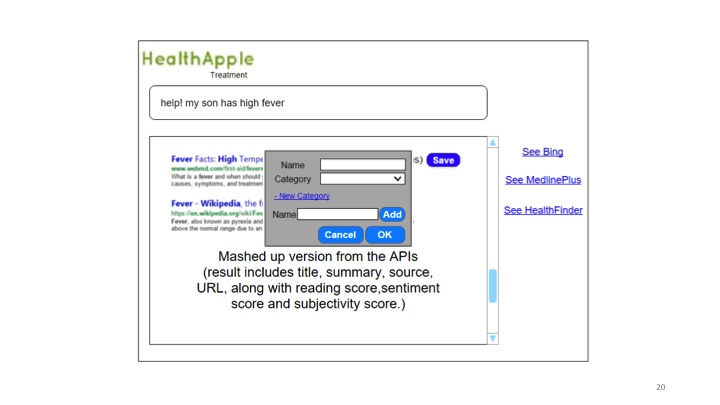 HealthApple
Treatment
help! my son has high fever
Fever Facts: High Tempe
s) Save
www.webmd.com/first-aid/fevers
What is a fever and when should
causes, symptoms, and treatment
Fever - Wikipedia, the f
https://en.wikipedia.org/wiki/Fev
Fever, also known as pyrexia and
above the normal range due to an
Name
Category
- New Category
Name Add
Cancel OK
Mashed up version from the APIs
(result includes title, summary, source,
URL, along with reading score,sentiment
score and subjectivity score.)
See Bing
See MedlinePlus
See HealthFinder
20